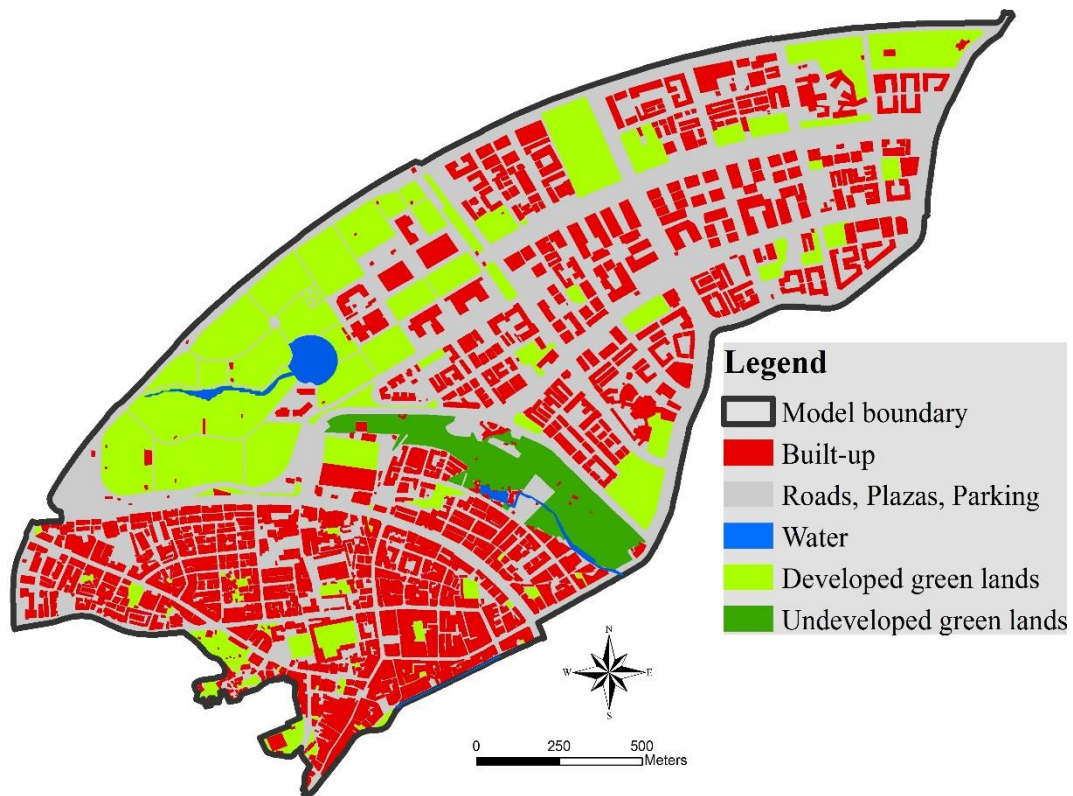 Legend
Model boundary
Built-up
Roads, Plazas, Parking
Water
Developed green lands
Undeveloped green lands
N
W E
S
0 250 500
Meters